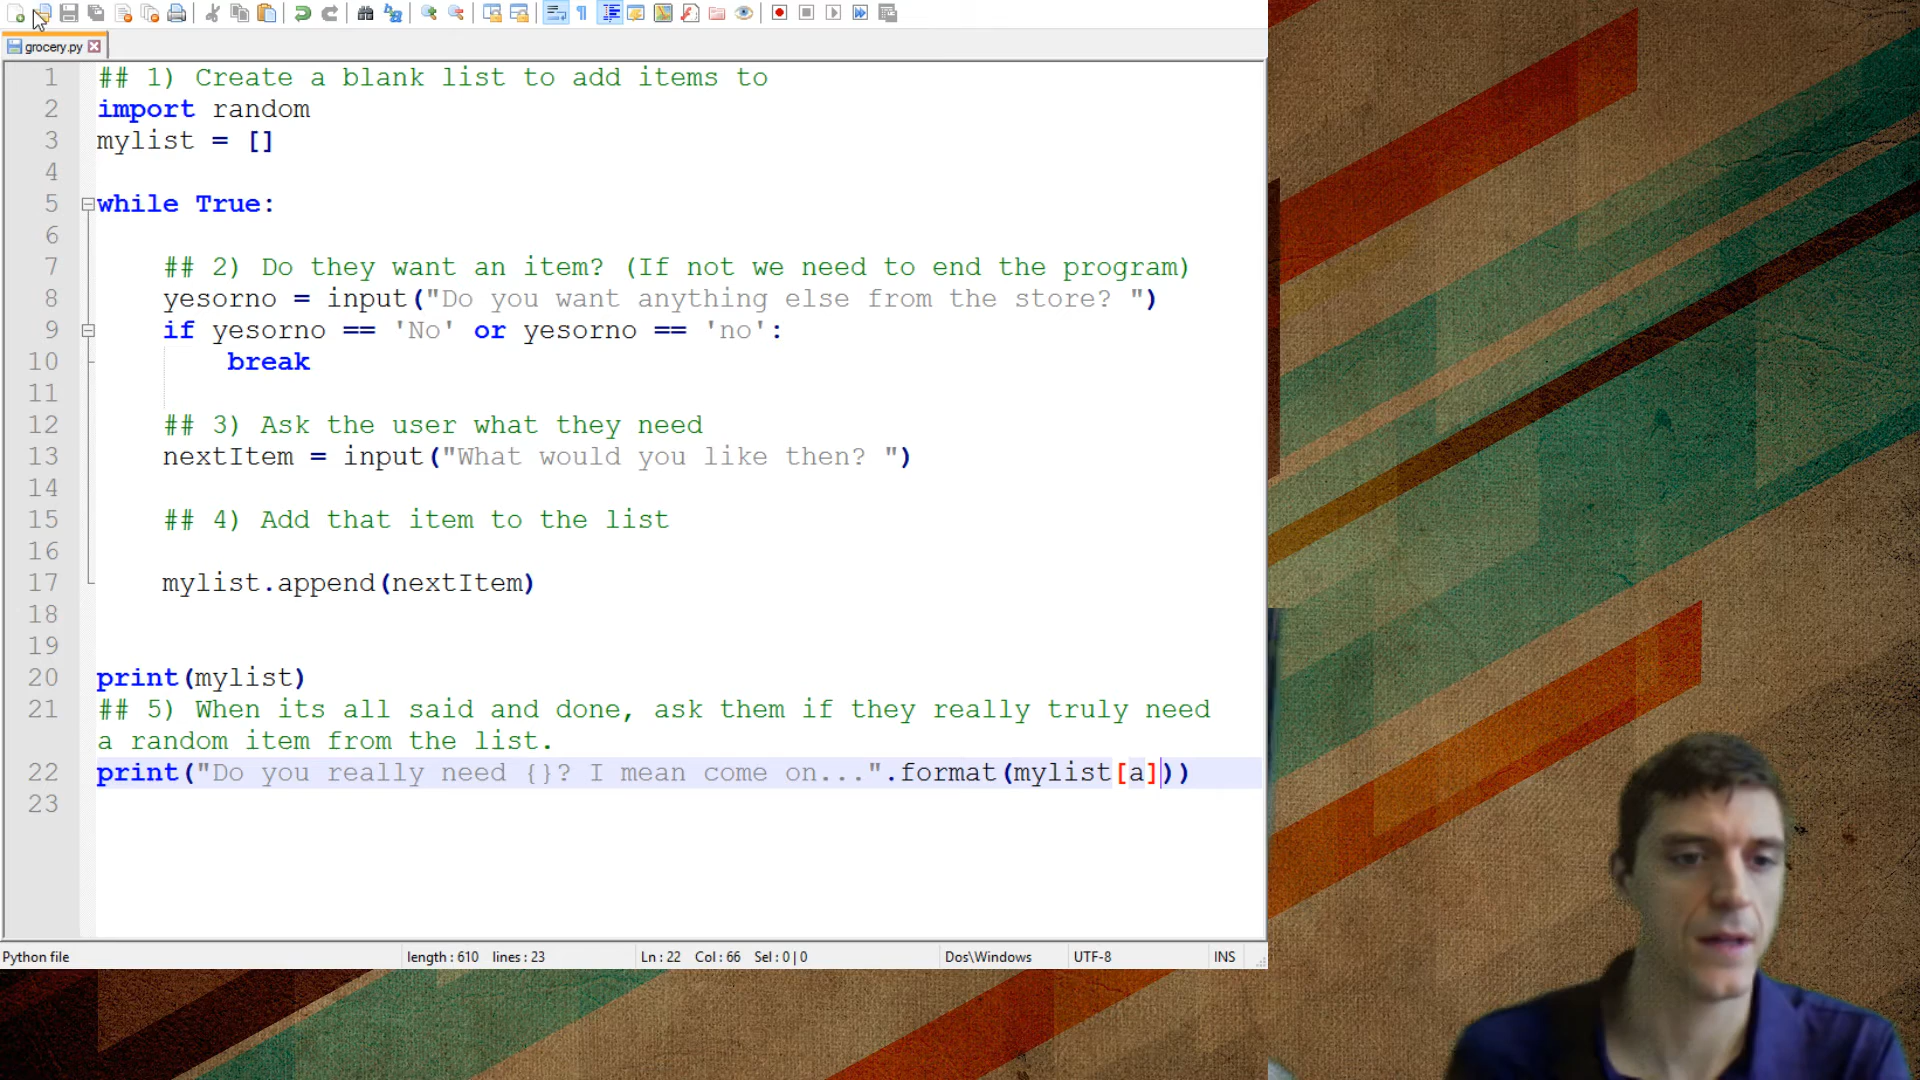 grocery.py
1 ## 1) Create a blank list to add items to
2 import random
3 mylist = []
4
5 while True:
6
7 ## 2) Do they want an item? (If not we need to end the program)
8 yesorno = input("Do you want anything else from the store? ")
9 if yesorno == 'No' or yesorno == 'no':
10 break
11
12 ## 3) Ask the user what they need
13 nextItem = input("What would you like then? ")
14
15 ## 4) Add that item to the list
16
17 mylist.append(nextItem)
18
19
20 print(mylist)
21 ## 5) When its all said and done, ask them if they really truly need
a random item from the list.
22 print("Do you really need {}? I mean come on...".format(mylist[a]))
23
Python file length : 610 lines : 23 Ln : 22 Col : 66 Sel : 0 | 0 Dos\Windows UTF-8 INS